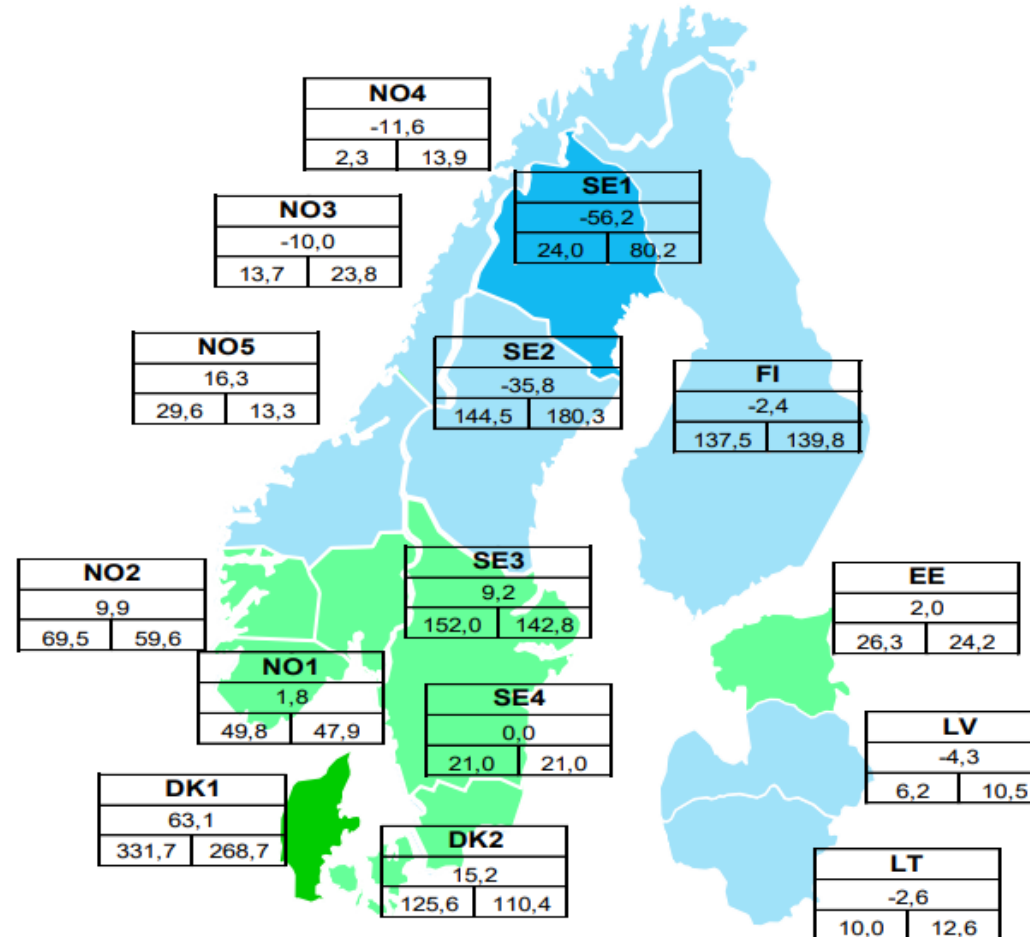 NO4
-11,6
2,3 13,9
SE1
-56,2
24,0 80,2
NO3
-10,0
13,7 23,8
NO5
16,3
29,6 13,3
SE2
-35,8
144,5 180,3
FI
-2,4
137,5 139,8
SE3
9,2
152,0 142,8
NO2
9,9
69,5 59,6
EE
2,0
26,3 24,2
NO1
1,8
49,8 47,9
SE4
0,0
21,0 21,0
LV
-4,3
6,2 10,5
DK1
63,1
331,7 268,7
DK2
15,2
125,6 110,4
LT
-2,6
10,0 12,6